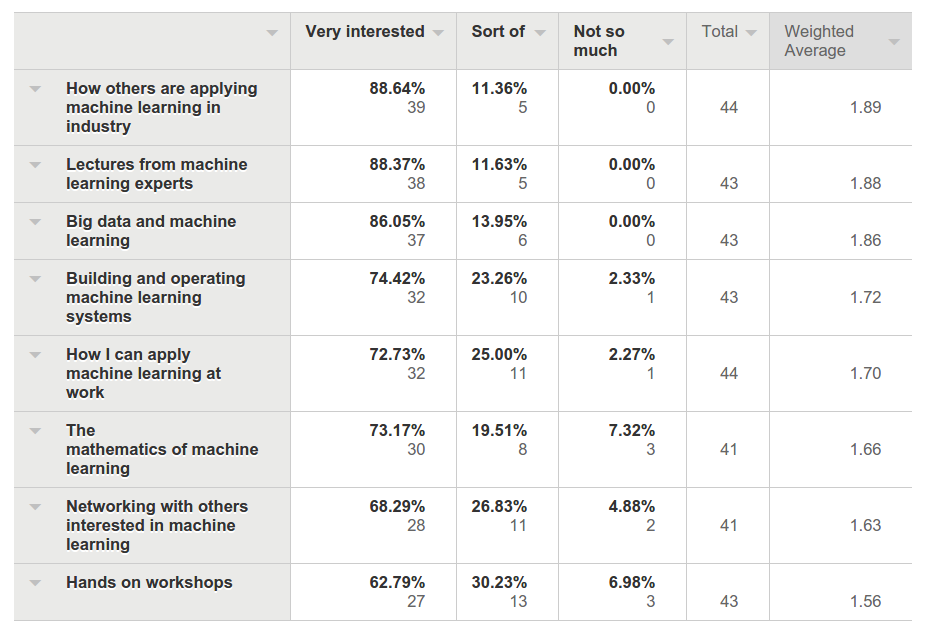 Very interested Sort of Not so much Total Weighted Average
How others are applying machine learning in industry 88.64% 39 11.36% 5 0.00% 0 44 1.89
Lectures from machine learning experts 88.37% 38 11.63% 5 0.00% 0 43 1.88
Big data and machine learning 86.05% 37 13.95% 6 0.00% 0 43 1.86
Building and operating machine learning systems 74.42% 32 23.26% 10 2.33% 1 43 1.72
How I can apply machine learning at work 72.73% 32 25.00% 11 2.27% 1 44 1.70
The mathematics of machine learning 73.17% 30 19.51% 8 7.32% 3 41 1.66
Networking with others interested in machine learning 68.29% 28 26.83% 11 4.88% 2 41 1.63
Hands on workshops 62.79% 27 30.23% 13 6.98% 3 43 1.56